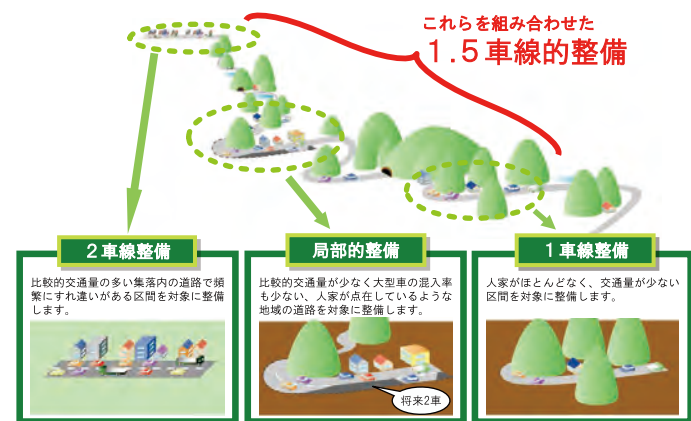 これらを組み合わせた
1.5車線的整備
2車線整備
比較的交通量の多い集落内の道路で頻
繁にすれ違いがある区間を対象に整備
します。
局部的整備
比較的交通量が少なく大型車の混入率
も少ない、人家が点在しているような
地域の道路を対象に整備します。
将来2車
1車線整備
人家がほとんどなく、交通量が少ない
区間を対象に整備します。